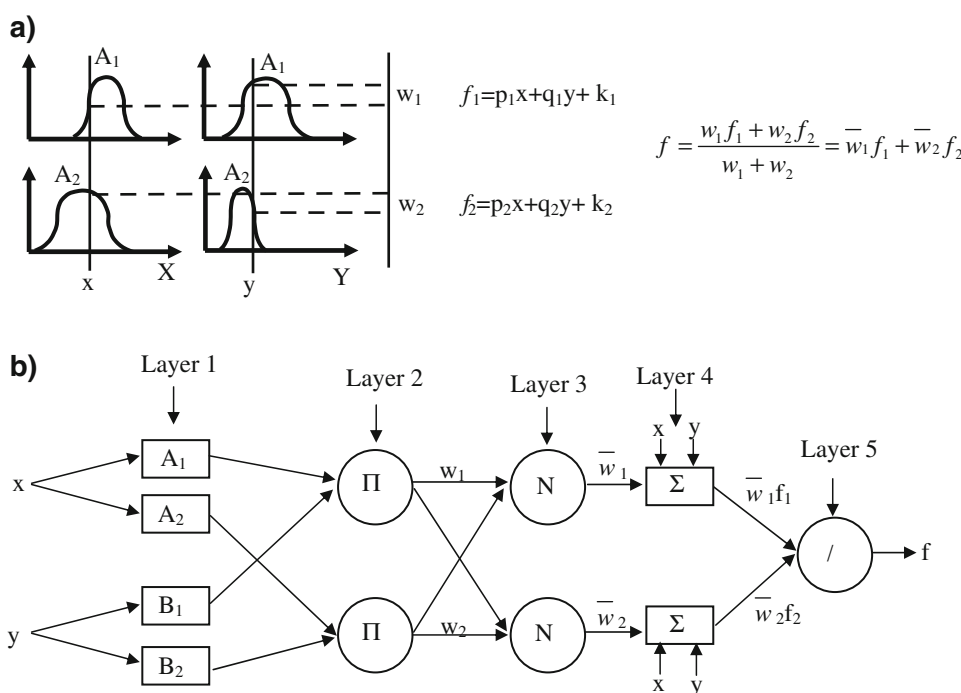 a)
A₁ A₁
w₁ f₁=p₁x+q₁y+ k₁
f = (w₁f₁ + w₂f₂) / (w₁ + w₂) = w̅₁f₁ + w̅₂f₂
A₂ A₂
w₂ f₂=p₂x+q₂y+ k₂
X Y
x y
b)
Layer 1 Layer 2 Layer 3 Layer 4 Layer 5
x y
A₁ Π w₁ N w̅₁ Σ w̅₁f₁
x A₂
/ f
B₁
y Π w₂ N w̅₂ Σ w̅₂f₂
B₂
x y